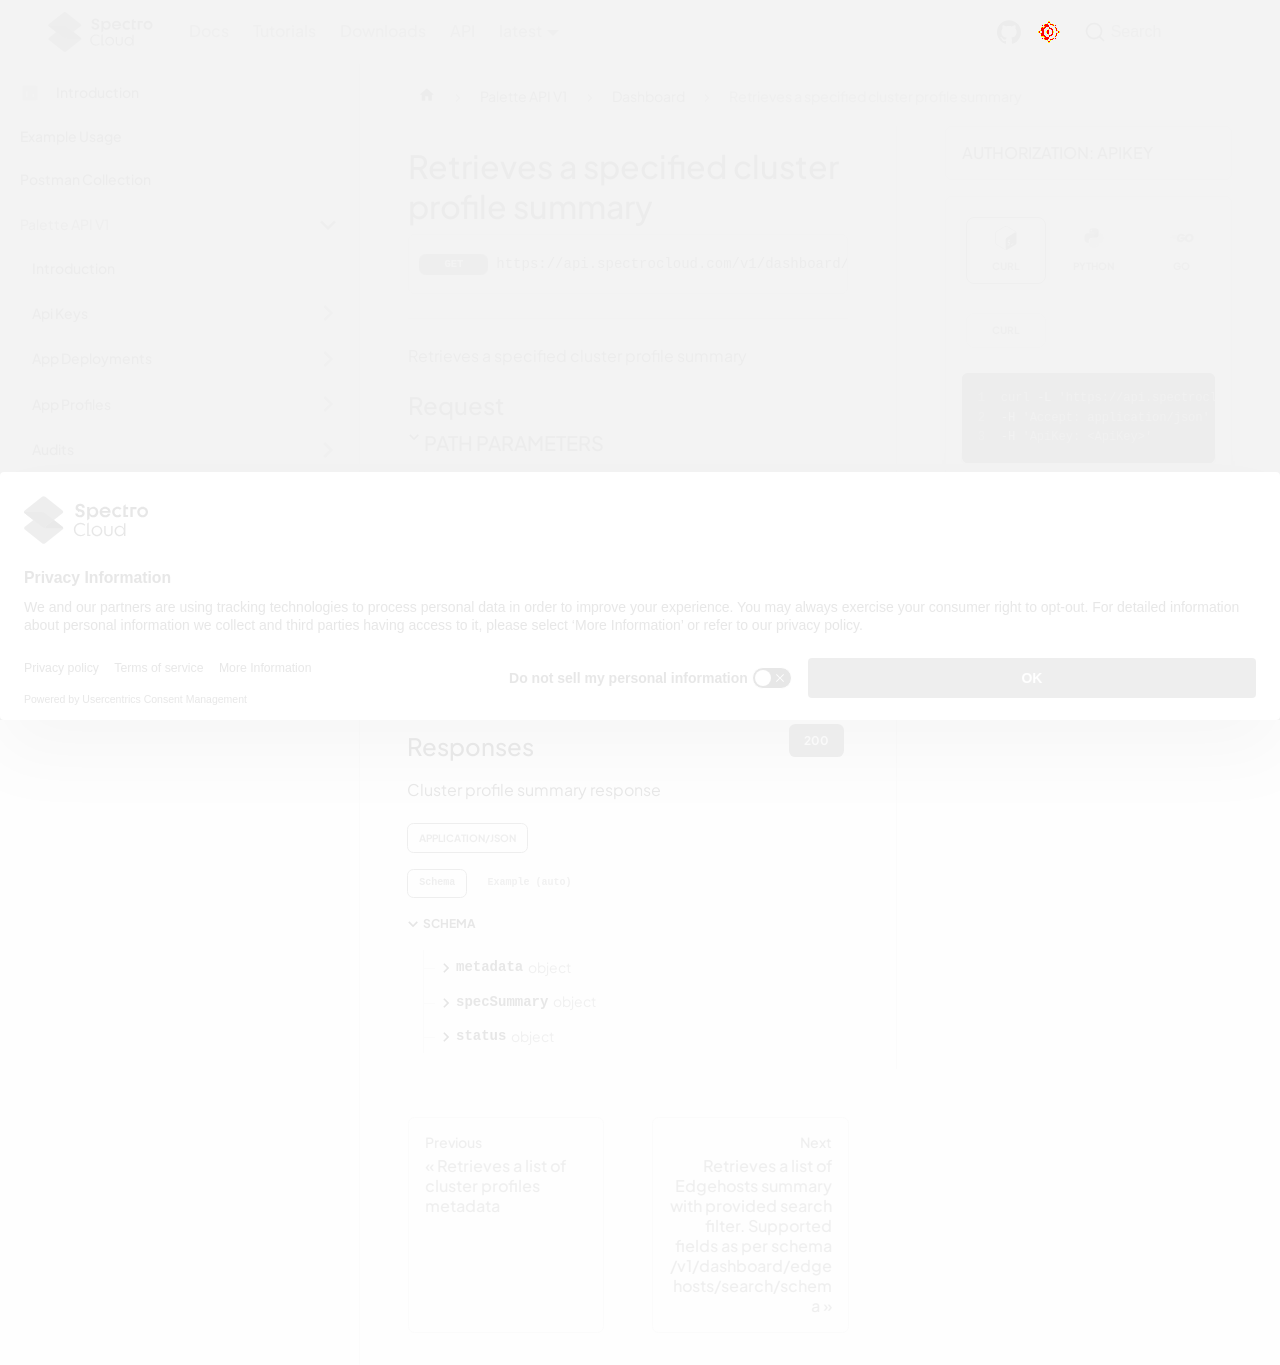 Spectro
Cloud
Docs Tutorials Downloads API latest
Search
Introduction
Palette API V1 Dashboard Retrieves a specified cluster profile summary
Example Usage
Postman Collection
Palette API V1
Introduction
Api Keys
App Deployments
App Profiles
Audits
Retrieves a specified cluster
profile summary
GET https://api.spectrocloud.com/v1/dashboard/
Retrieves a specified cluster profile summary
Request
PATH PARAMETERS
AUTHORIZATION: APIKEY
CURL PYTHON GO
CURL
Spectro
Cloud
Privacy Information
We and our partners are using tracking technologies to process personal data in order to improve your experience. You may always exercise your consumer right to opt-out. For detailed information
about personal information we collect and third parties having access to it, please select 'More Information' or refer to our privacy policy.
Privacy policy Terms of service More Information
Do not sell my personal information
OK
Powered by Usercentrics Consent Management
Responses
200
Cluster profile summary response
APPLICATION/JSON
Schema Example (auto)
SCHEMA
metadata object
specSummary object
status object
Previous
« Retrieves a list of
cluster profiles
metadata
Next
Retrieves a list of
Edgehosts summary
with provided search
filter. Supported
fields as per schema
/v1/dashboard/edge
hosts/search/schem
a »